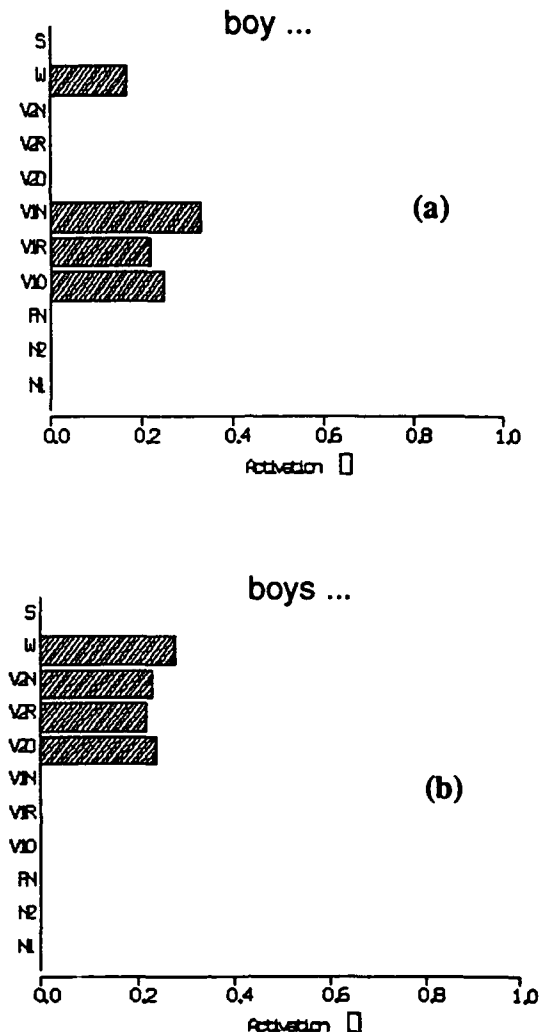 boy ...
S
W
V2N
V2R
V2O
V1N
(a)
V1R
V1O
PN
N2
N1
0.0 0.2 0.4 0.6 0.8 1.0
Activation
boys ...
S
W
V2N
V2R
V2O
V1N
(b)
V1R
V1O
PN
N2
N1
0.0 0.2 0.4 0.6 0.8 1.0
Activation